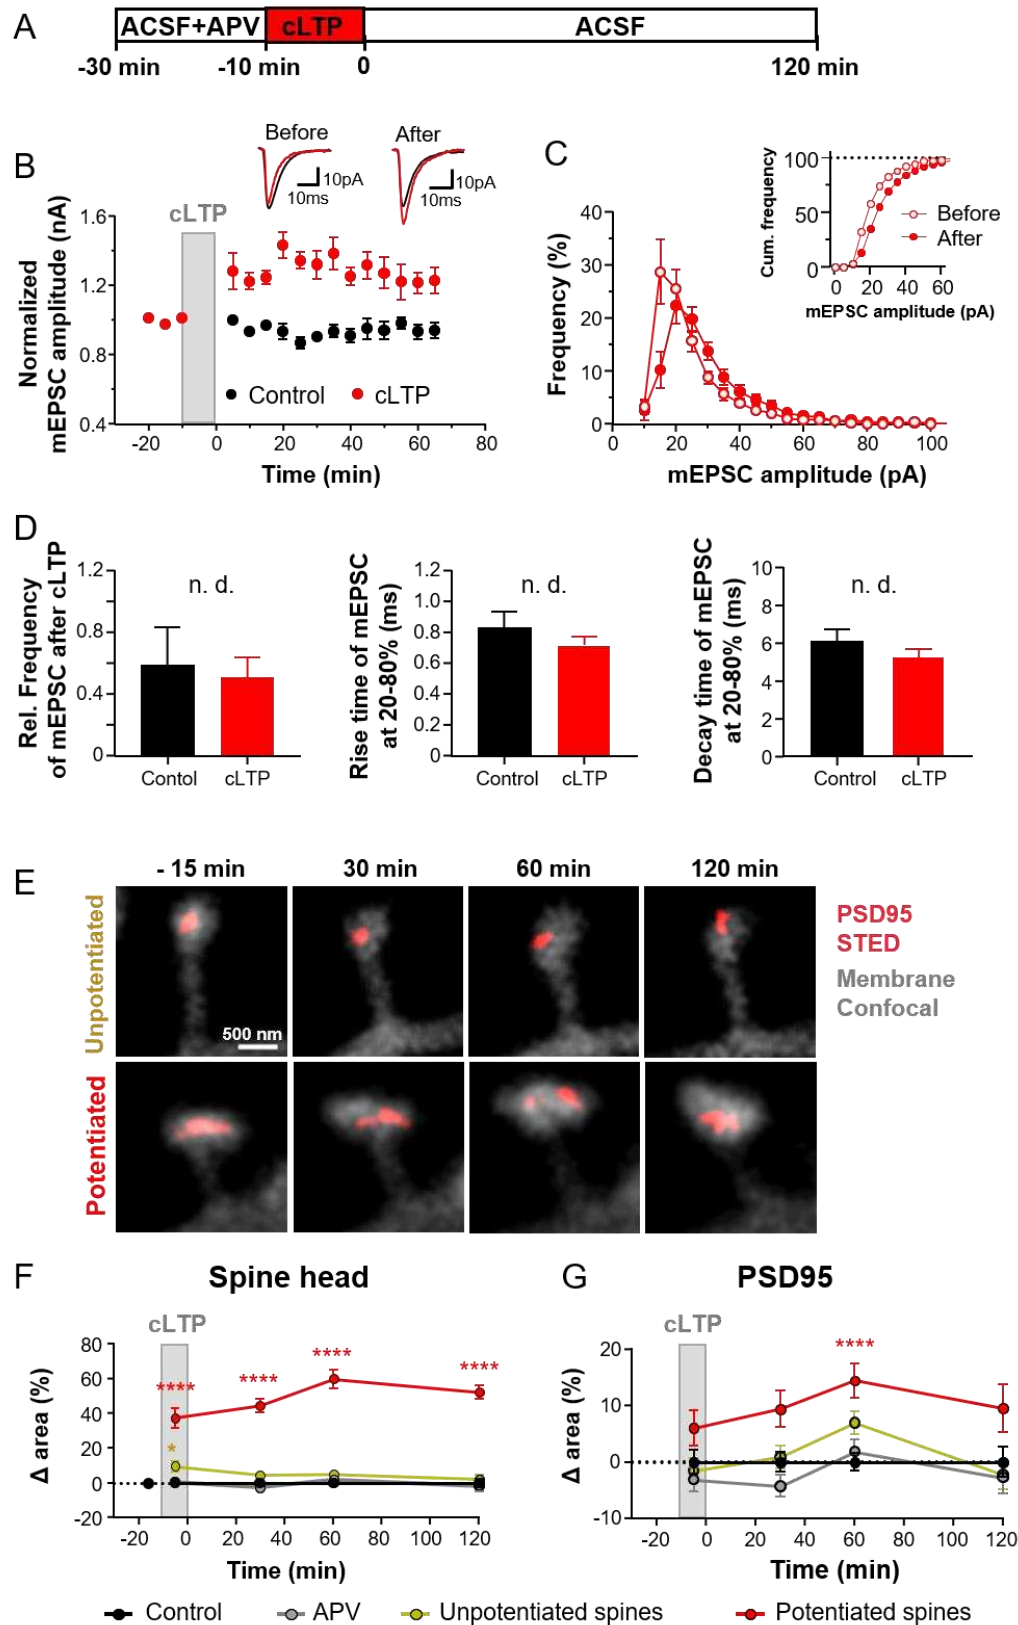 A
ACSF+APV cLTP ACSF
-30 min -10 min 0 120 min
B
Before After
10pA 10pA
10ms 10ms
cLTP
Normalized
mEPSC amplitude (nA)
1.6
1.2
0.8
0.4
Control cLTP
-20 0 20 40 60 80
Time (min)
C
Cum. frequency
100
50
0
Before
After
0 20 40 60
mEPSC amplitude (pA)
Frequency (%)
40
30
20
10
0
0 20 40 60 80 100
mEPSC amplitude (pA)
D
Rel. Frequency
of mEPSC after cLTP
1.2
0.8
0.4
0
n. d.
Contol cLTP
Rise time of mEPSC
at 20-80% (ms)
1.2
1.0
0.8
0.6
0.4
0.2
0
n. d.
Control cLTP
Decay time of mEPSC
at 20-80% (ms)
10
8
6
4
2
0
n. d.
Control cLTP
E
- 15 min 30 min 60 min 120 min
Unpotentiated
500 nm
Potentiated
PSD95
STED
Membrane
Confocal
F
Spine head
cLTP
Δ area (%)
80
60
40
20
0
-20
**** **** **** ****
*
-20 0 20 40 60 80 100 120
Time (min)
G
PSD95
cLTP
Δ area (%)
20
10
0
-10
****
-20 0 20 40 60 80 100 120
Time (min)
Control APV Unpotentiated spines Potentiated spines